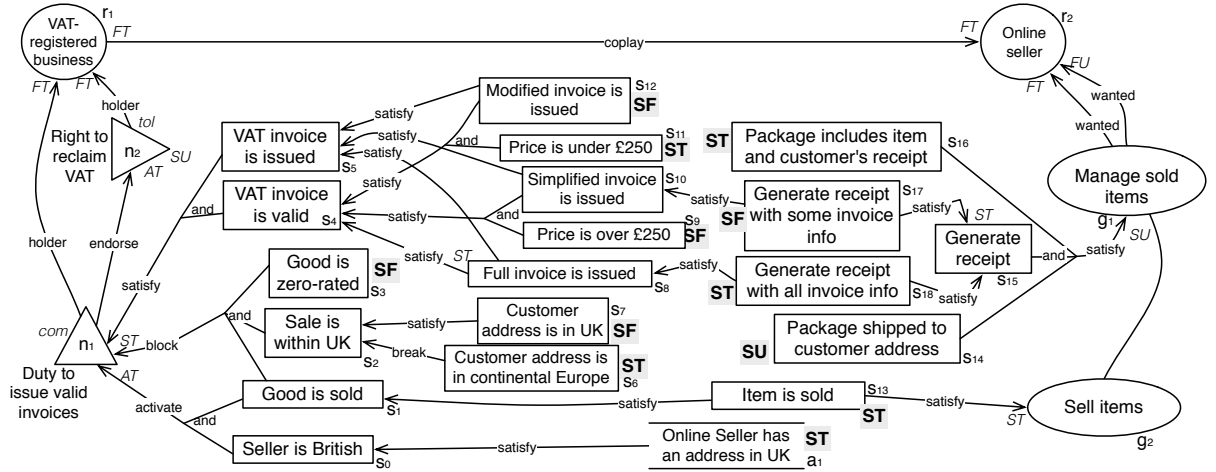 VAT-
registered
business
r1
FT
FT
FT
coplay
FT
Online
seller
r2
FU
FT
wanted
wanted
holder
tol
Right to
reclaim
VAT
n2
SU
AT
holder
endorse
satisfy
com
n1
ST
AT
Duty to
issue valid
invoices
block
activate
VAT invoice
is issued
s5
VAT invoice
is valid
s4
and
satisfy
satisfy
satisfy
satisfy
satisfy
satisfy
and
and
Modified invoice is
issued
s12
SF
Price is under £250
s11
ST
Simplified invoice
is issued
s10
Price is over £250
s9
SF
ST
Full invoice is issued
s8
Good is
zero-rated
SF
s3
and
Sale is
within UK
s2
satisfy
break
Customer
address is in UK
s7
SF
Customer address is
in continental Europe
ST
s6
Good is sold
s1
and
Seller is British
s0
satisfy
satisfy
Item is sold
s13
ST
Online Seller has
an address in UK
ST
a1
ST
Package includes item
and customer's receipt
s16
satisfy
SF
Generate receipt
with some invoice
info
s17
satisfy
ST
Generate
receipt
s15
and
satisfy
satisfy
ST
Generate receipt
with all invoice info
s18
satisfy
SU
Package shipped to
customer address
s14
Manage sold
items
g1
SU
satisfy
ST
Sell items
g2